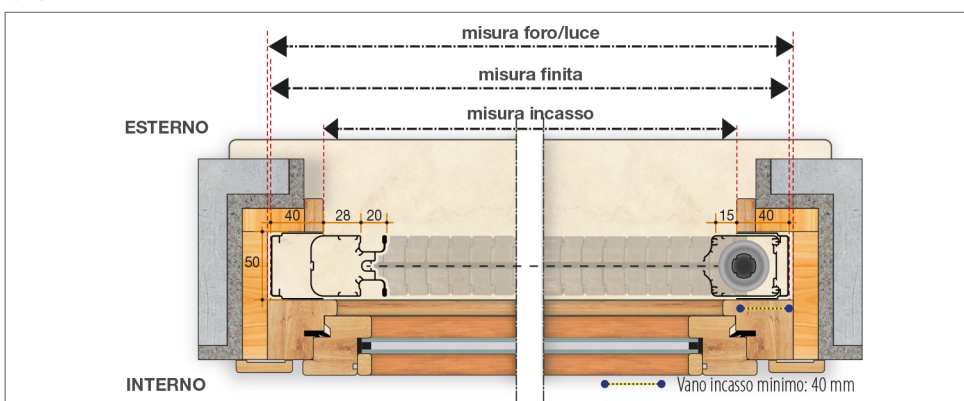 misura foro/luce
misura finita
misura incasso
ESTERNO
40 28 20 15 40
50
INTERNO
Vano incasso minimo: 40 mm